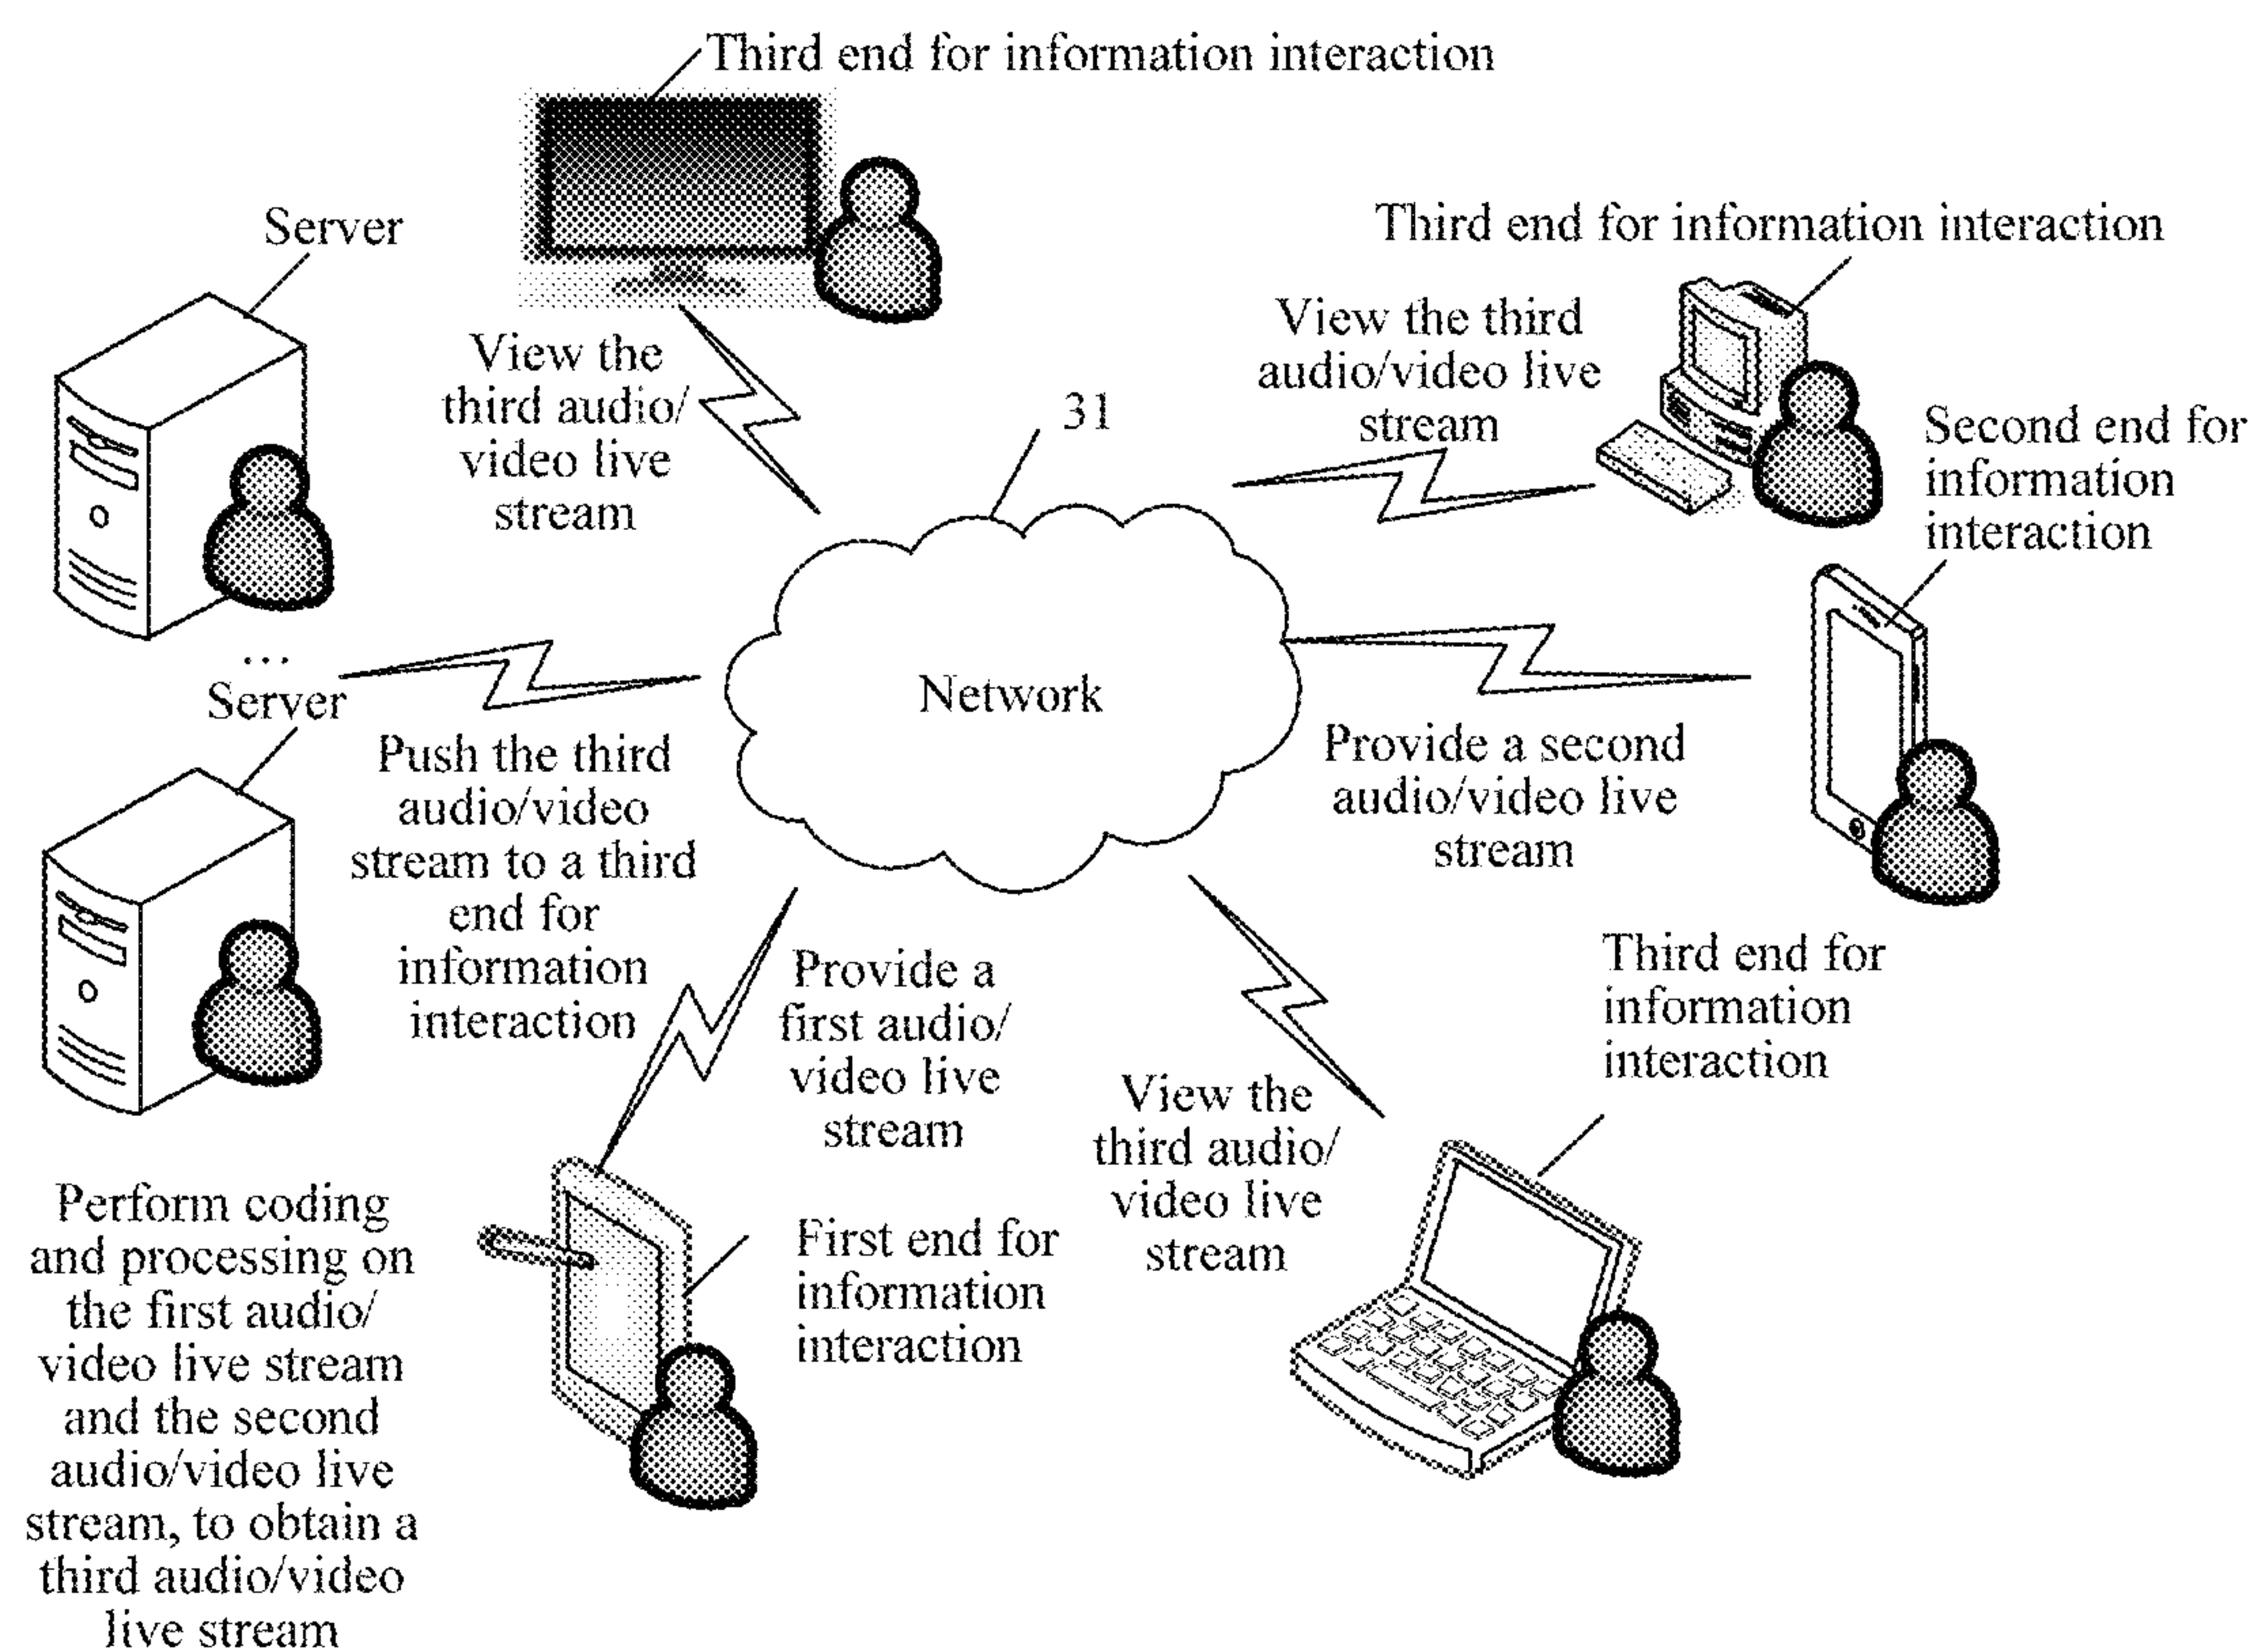 Third end for information interaction
Server
View the
third audio/
video live
stream
31
Third end for information interaction
View the third
audio/video live
stream
Second end for
information
interaction
...
Server
Network
Push the third
audio/video
stream to a third
end for
information
interaction
Provide a second
audio/video live
stream
Provide a
first audio/
video live
stream
Third end for
information
interaction
View the
third audio/
video live
stream
First end for
information
interaction
Perform coding
and processing on
the first audio/
video live stream
and the second
audio/video live
stream, to obtain a
third audio/video
live stream